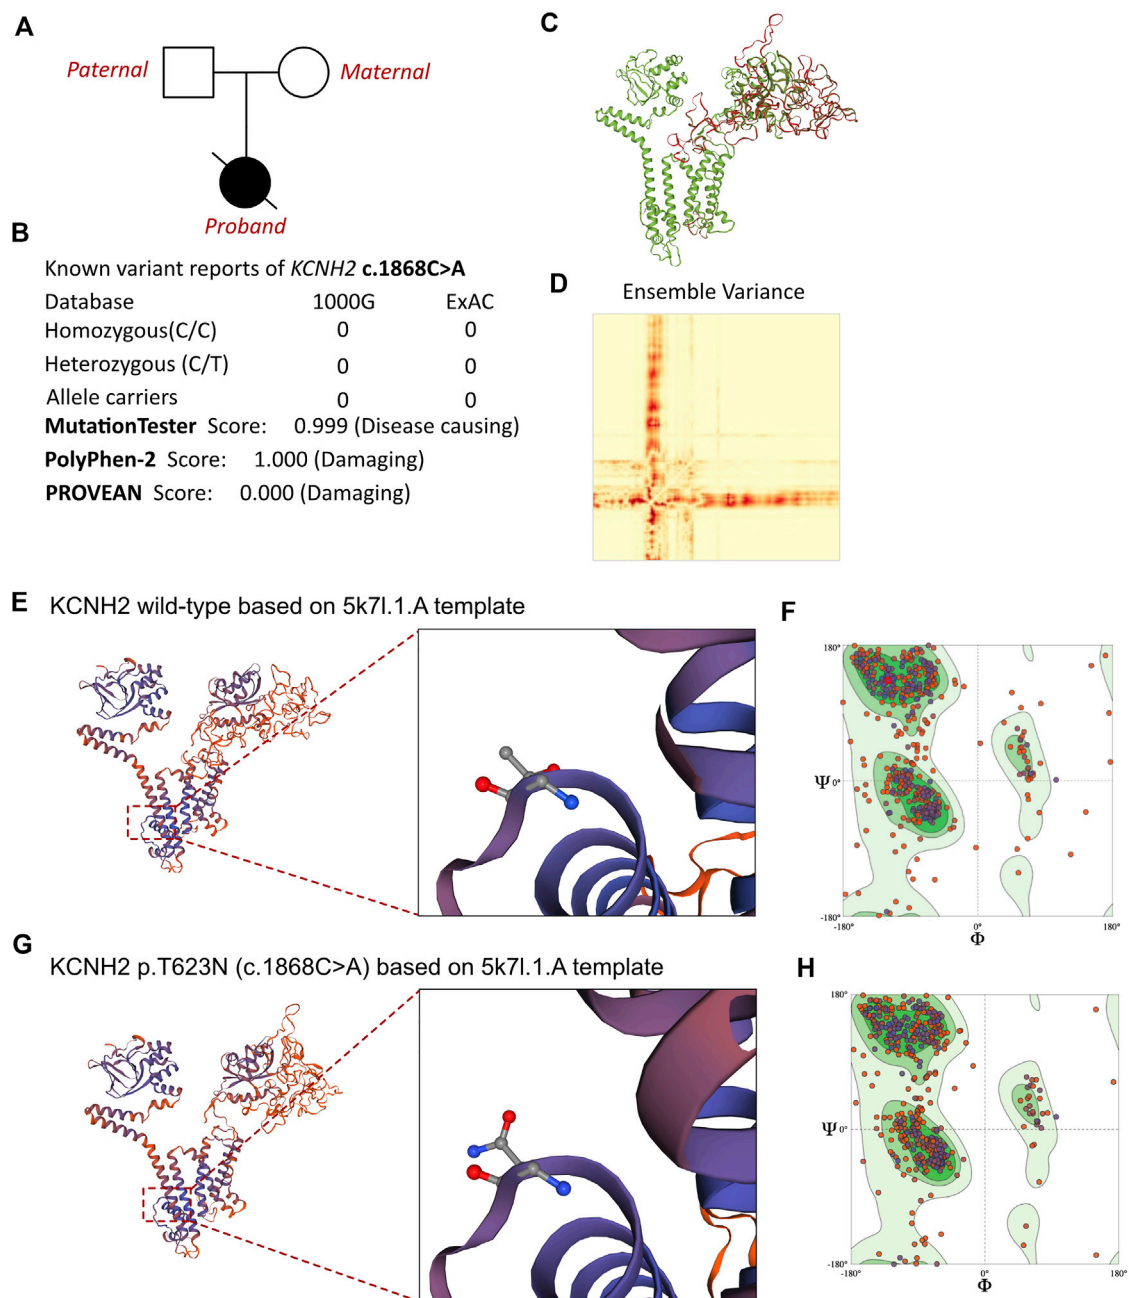 A
Paternal
Maternal
Proband
B
Known variant reports of KCNH2 c.1868C>A
Database 1000G ExAC
Homozygous(C/C) 0 0
Heterozygous (C/T) 0 0
Allele carriers 0 0
MutationTester Score: 0.999 (Disease causing)
PolyPhen-2 Score: 1.000 (Damaging)
PROVEAN Score: 0.000 (Damaging)
C
D
Ensemble Variance
E
KCNH2 wild-type based on 5k7l.1.A template
F
180°
Ψ 0°
-180°
-180° 0° 180°
Φ
G
KCNH2 p.T623N (c.1868C>A) based on 5k7l.1.A template
H
180°
Ψ 0°
-180°
-180° 0° 180°
Φ